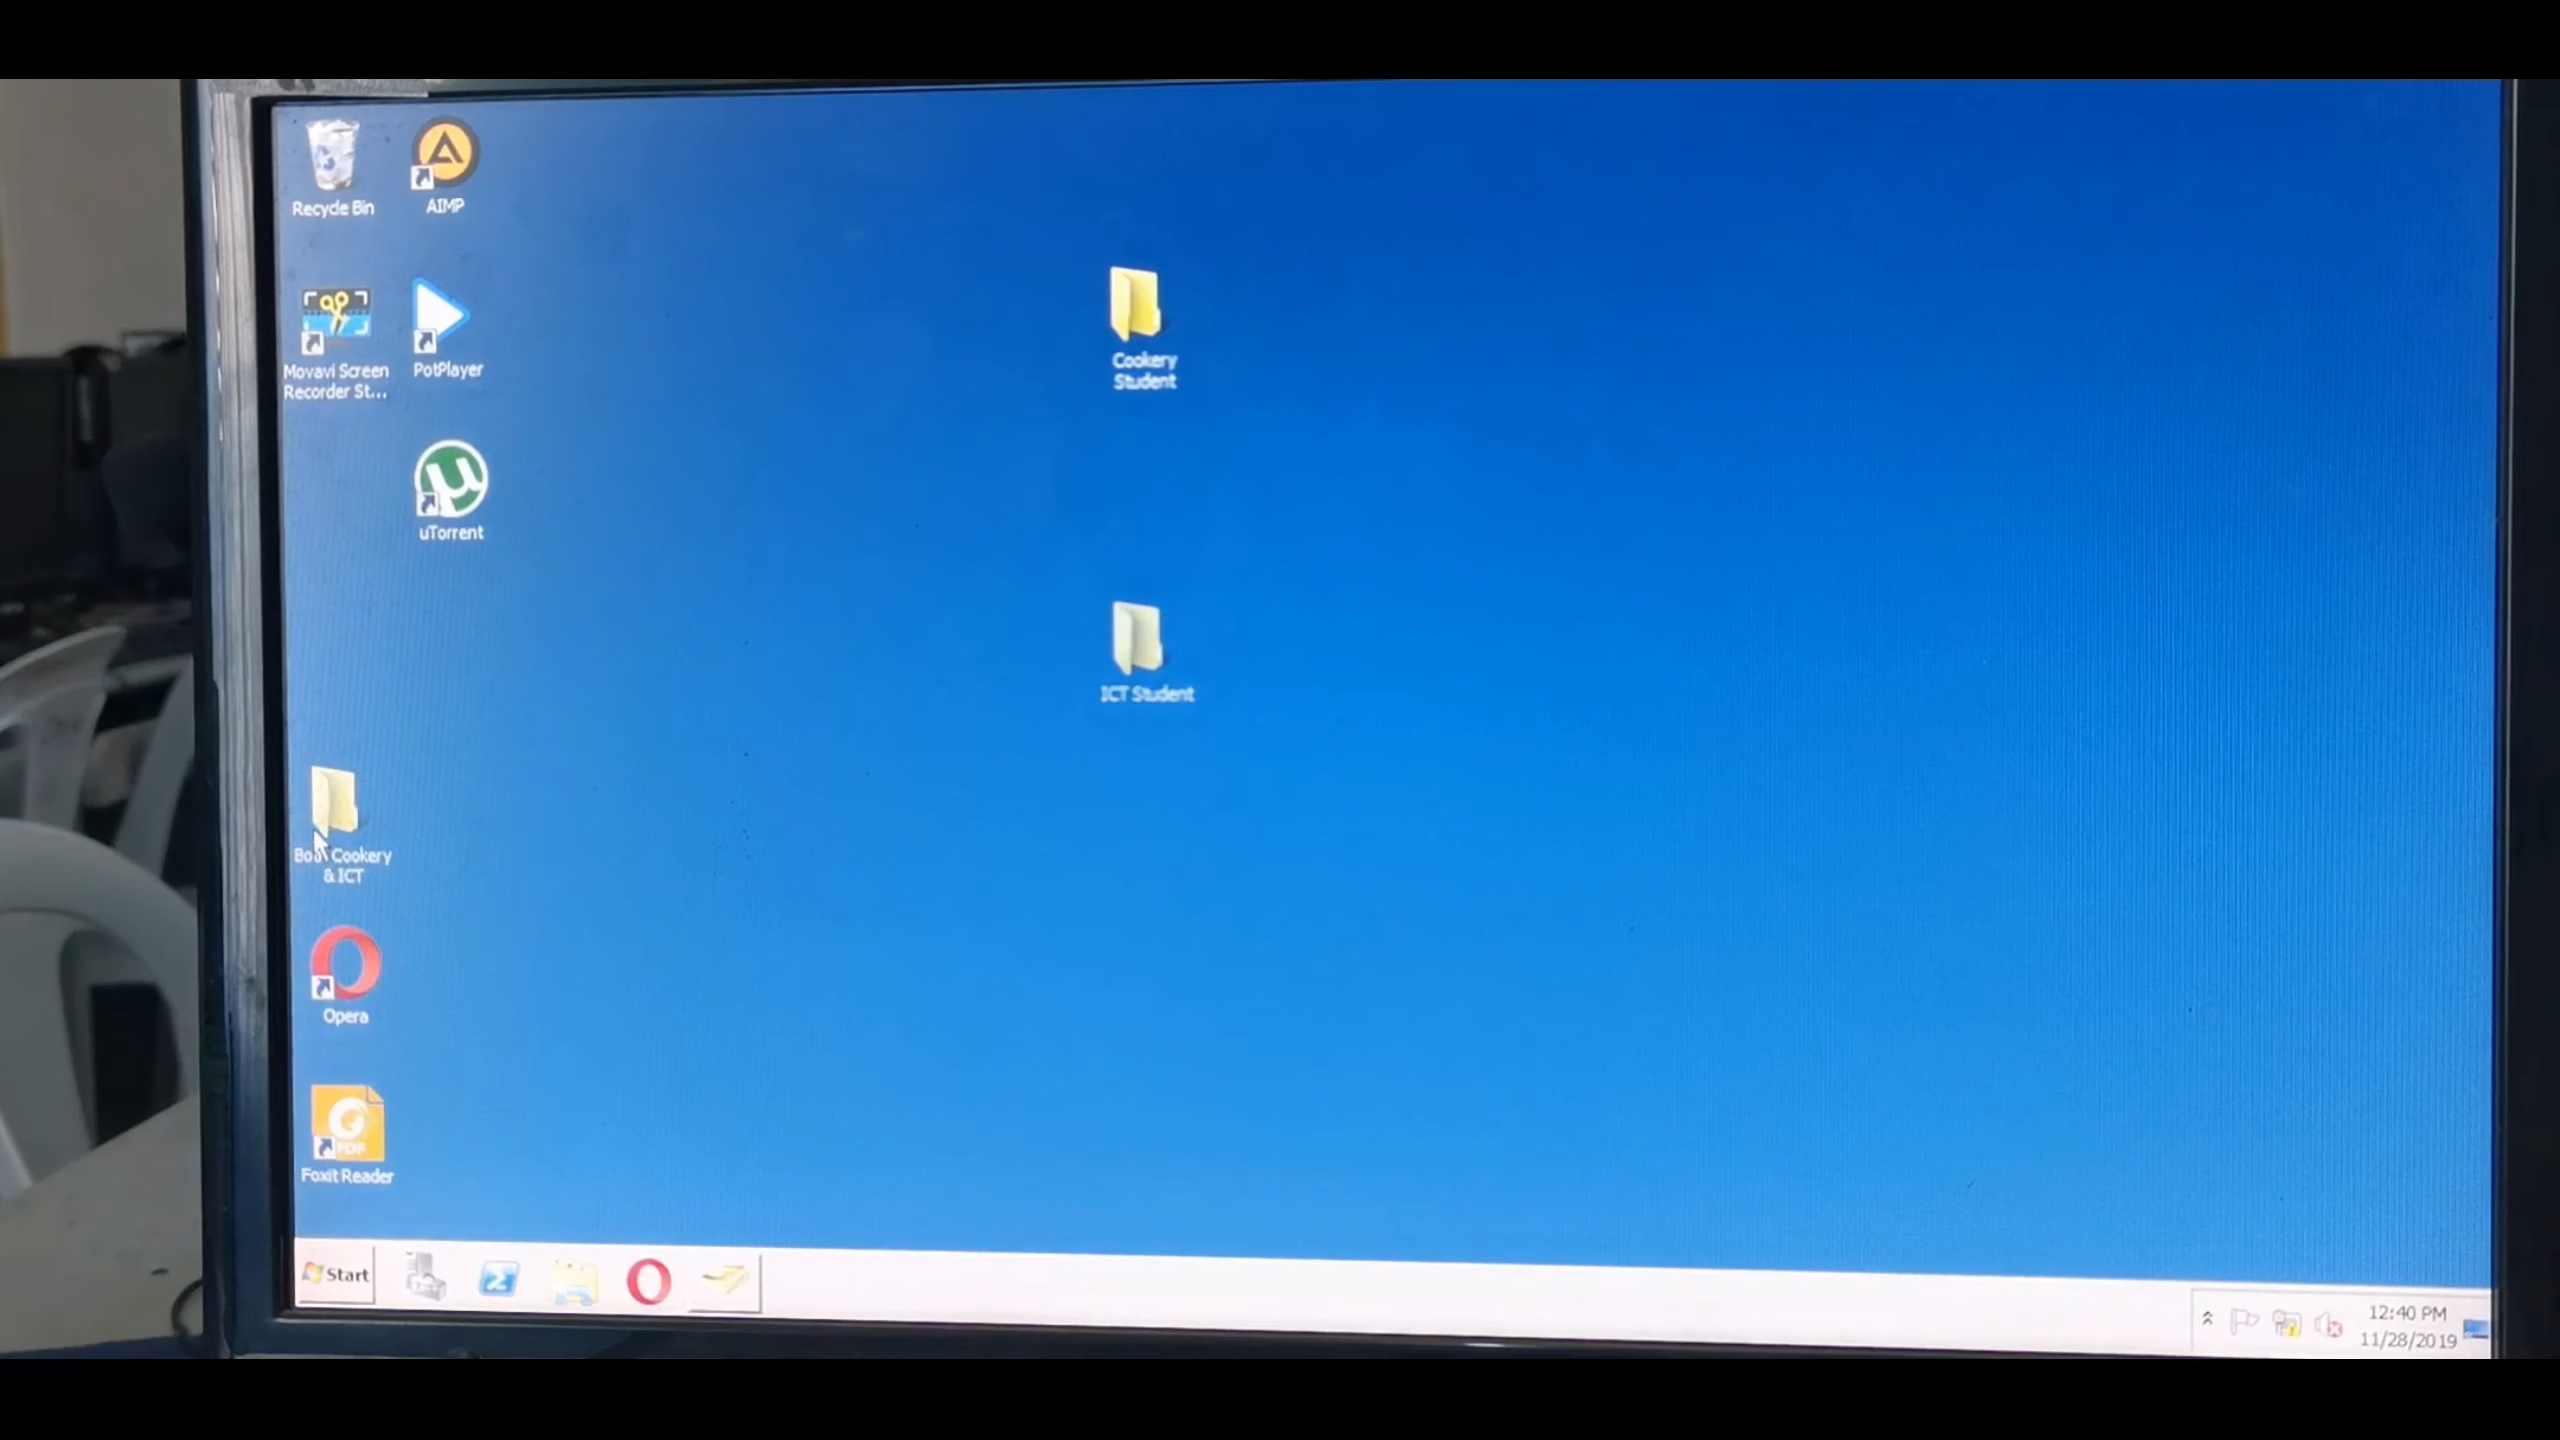 Recycle Bin
AIMP
Movavi Screen
Recorder St...
PotPlayer
uTorrent
Cookery
Student
ICT Student
Cookery
& ICT
Opera
PDF
Foxit Reader
Start
12:40 PM
11/28/2019